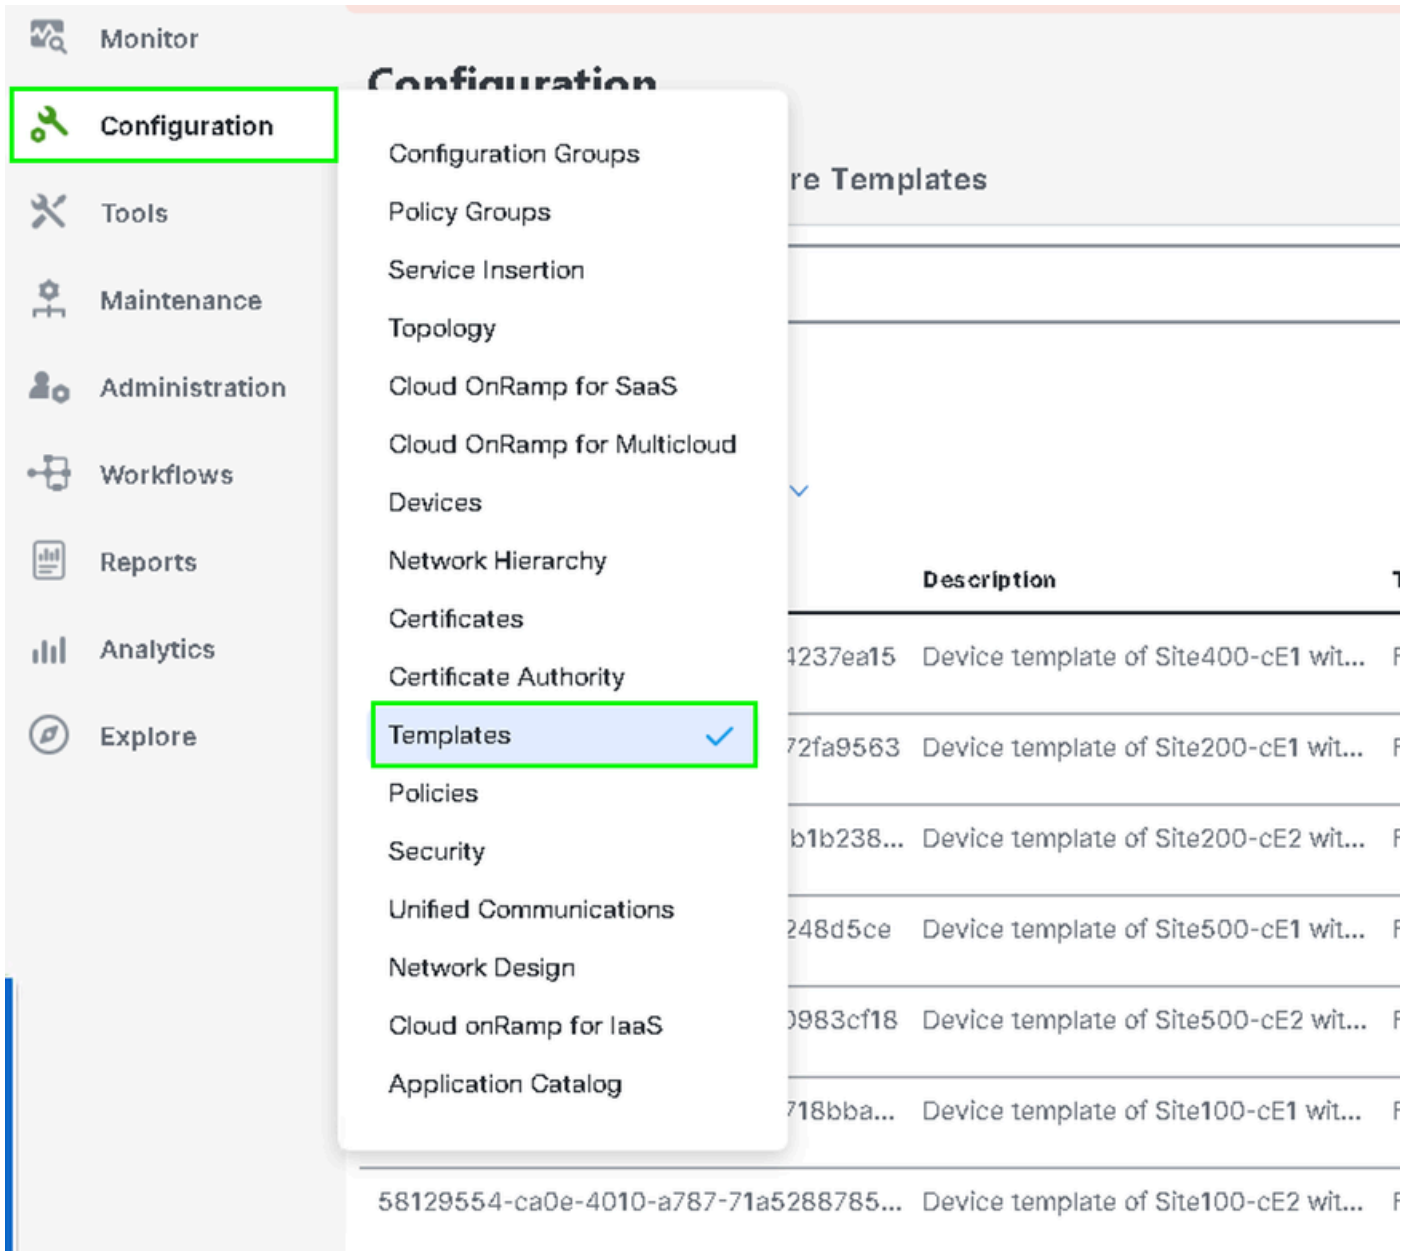 Monitor
Configuration
Tools
Maintenance
Administration
Workflows
Reports
Analytics
Explore
Configuration
Configuration Groups
Policy Groups
Service Insertion
Topology
Cloud OnRamp for SaaS
Cloud OnRamp for Multicloud
Devices
Network Hierarchy
Certificates
Certificate Authority
Templates
Policies
Security
Unified Communications
Network Design
Cloud onRamp for IaaS
Application Catalog
re Templates
Description
4237ea15 Device template of Site400-cE1 wit...
72fa9563 Device template of Site200-cE1 wit...
b1b238... Device template of Site200-cE2 wit...
248d5ce Device template of Site500-cE1 wit...
0983cf18 Device template of Site500-cE2 wit...
718bba... Device template of Site100-cE1 wit...
58129554-ca0e-4010-a787-71a5288785... Device template of Site100-cE2 wit...